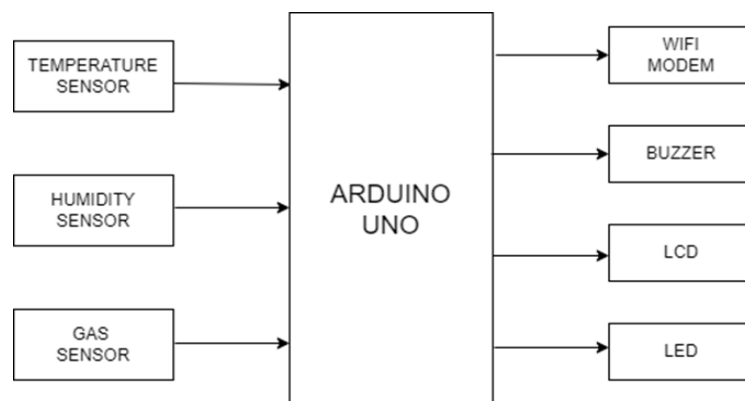 TEMPERATURE
SENSOR
HUMIDITY
SENSOR
GAS
SENSOR
ARDUINO
UNO
WIFI
MODEM
BUZZER
LCD
LED